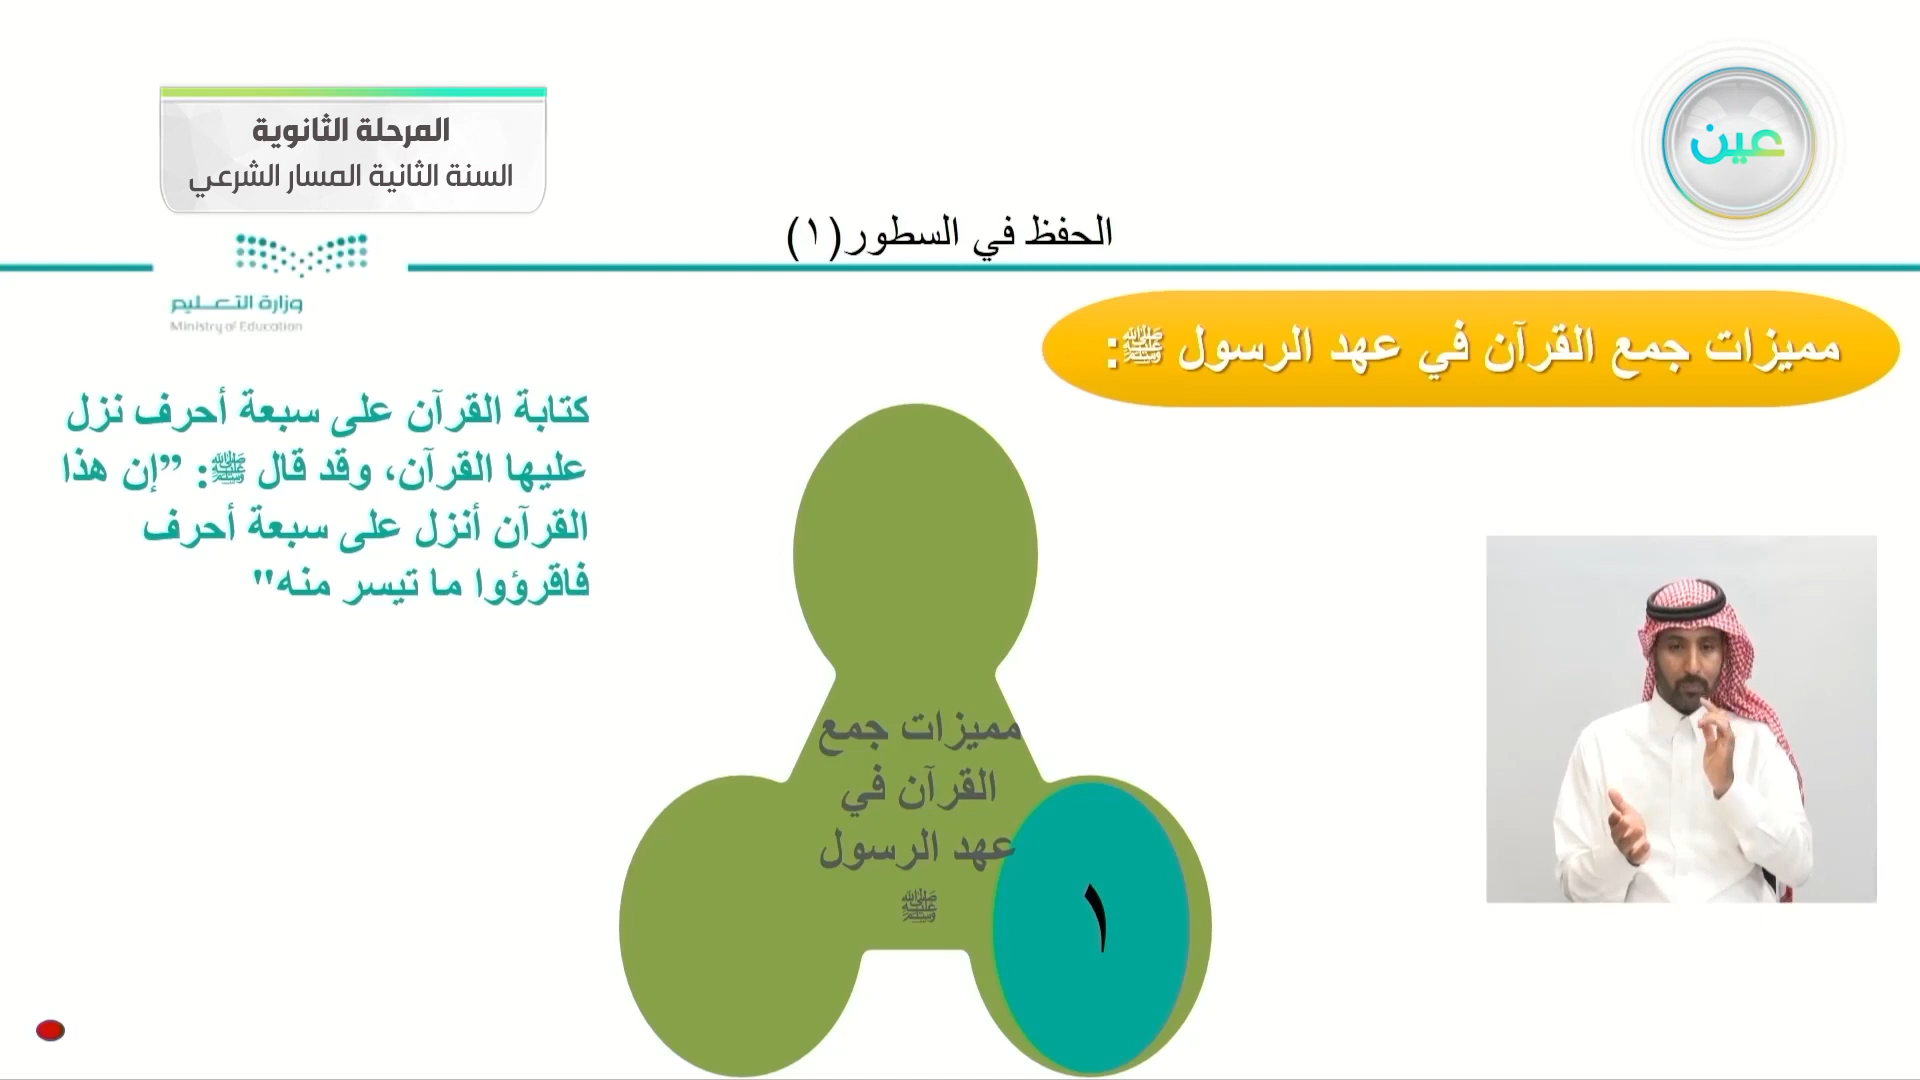 المرحلة الثانوية
السنة الثانية المسار الشرعي
عين
الحفظ في السطور(١)
وزارة التعليم
Ministry of Education
مميزات جمع القرآن في عهد الرسول ﷺ:
كتابة القرآن على سبعة أحرف نزل
عليها القرآن، وقد قال ﷺ: ”إن هذا
القرآن أنزل على سبعة أحرف
فاقرؤوا ما تيسر منه"
مميزات جمع
القرآن في
عهد الرسول
ﷺ
١